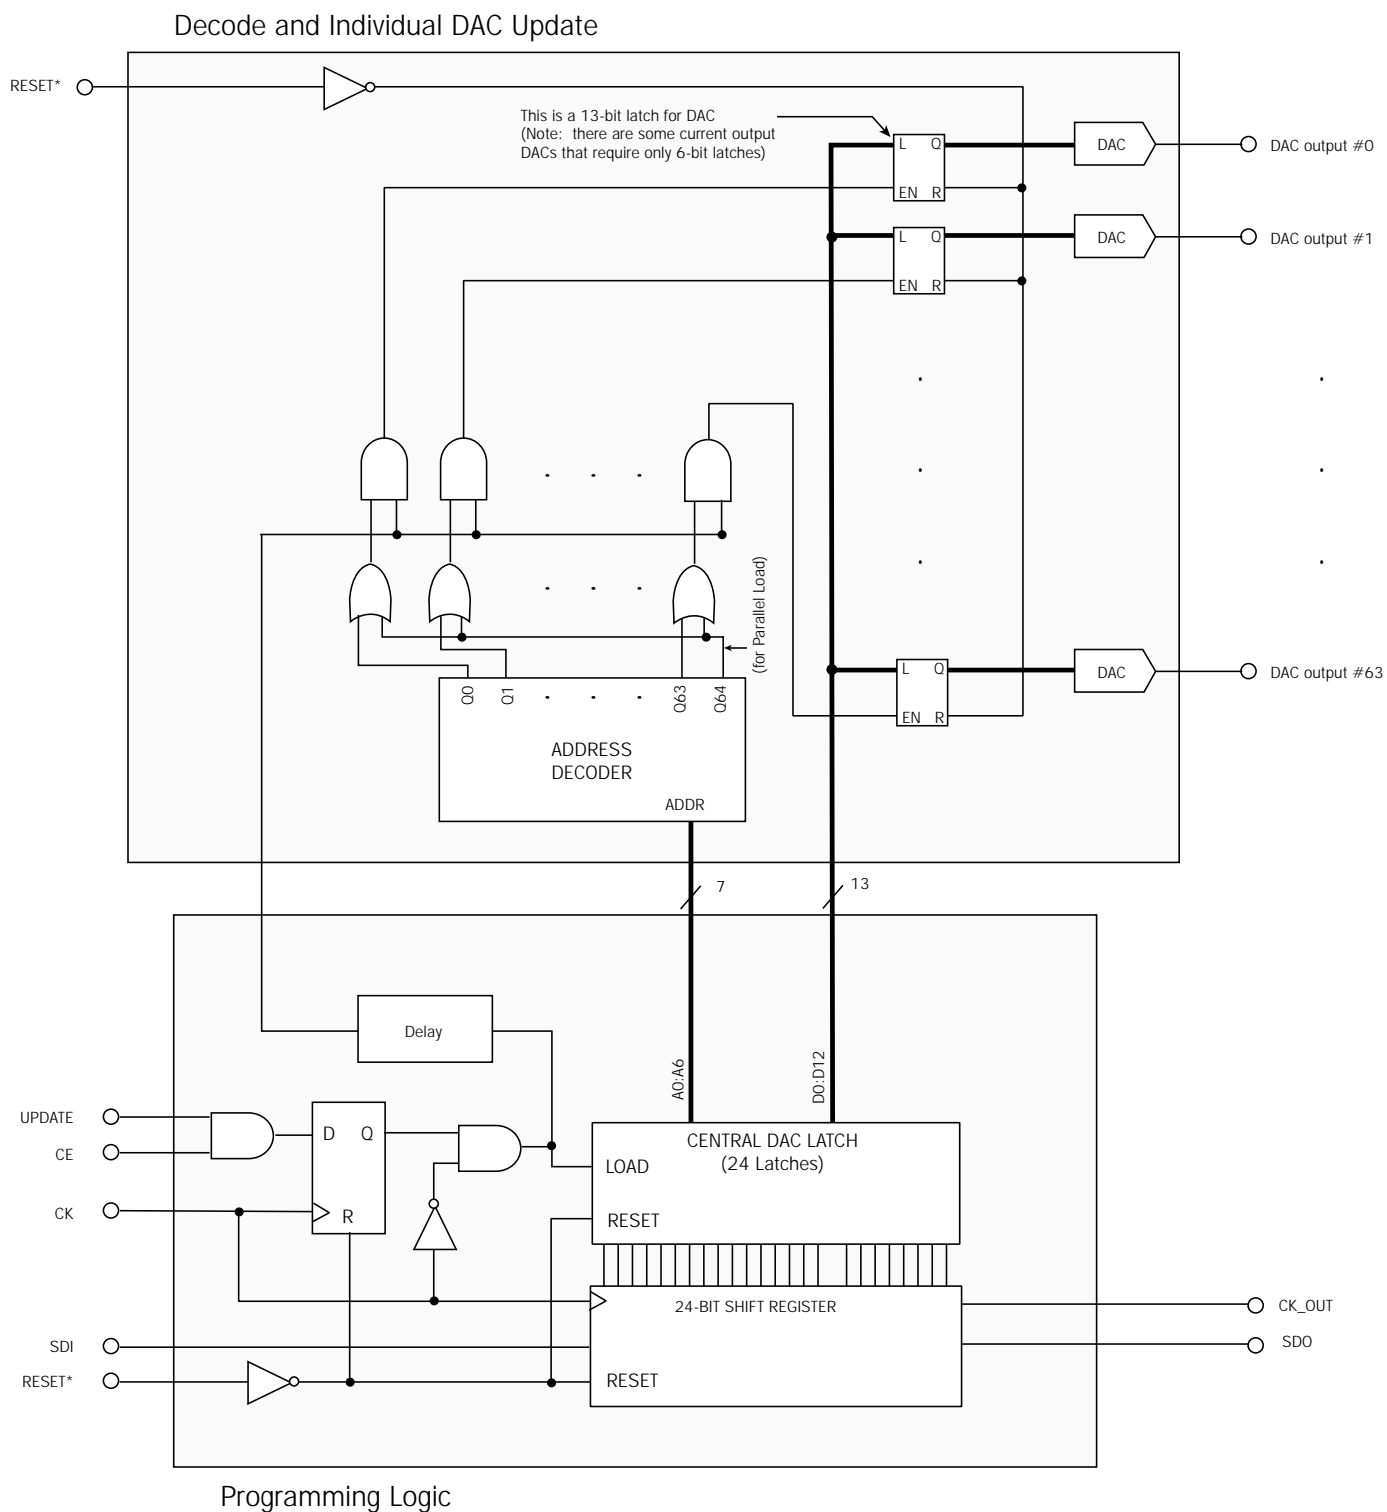 Decode and Individual DAC Update
RESET*
This is a 13-bit latch for DAC
(Note: there are some current output
DACs that require only 6-bit latches)
L Q
EN R
DAC
DAC output #0
L Q
EN R
DAC
DAC output #1
(for Parallel Load)
L Q
EN R
DAC
DAC output #63
Q0
Q1
Q63
Q64
ADDRESS
DECODER
ADDR
7
13
Delay
A0:A6
D0:D12
UPDATE
CE
CK
D Q
R
CENTRAL DAC LATCH
(24 Latches)
LOAD
RESET
24-BIT SHIFT REGISTER
CK_OUT
SDI
SDO
RESET*
RESET
Programming Logic